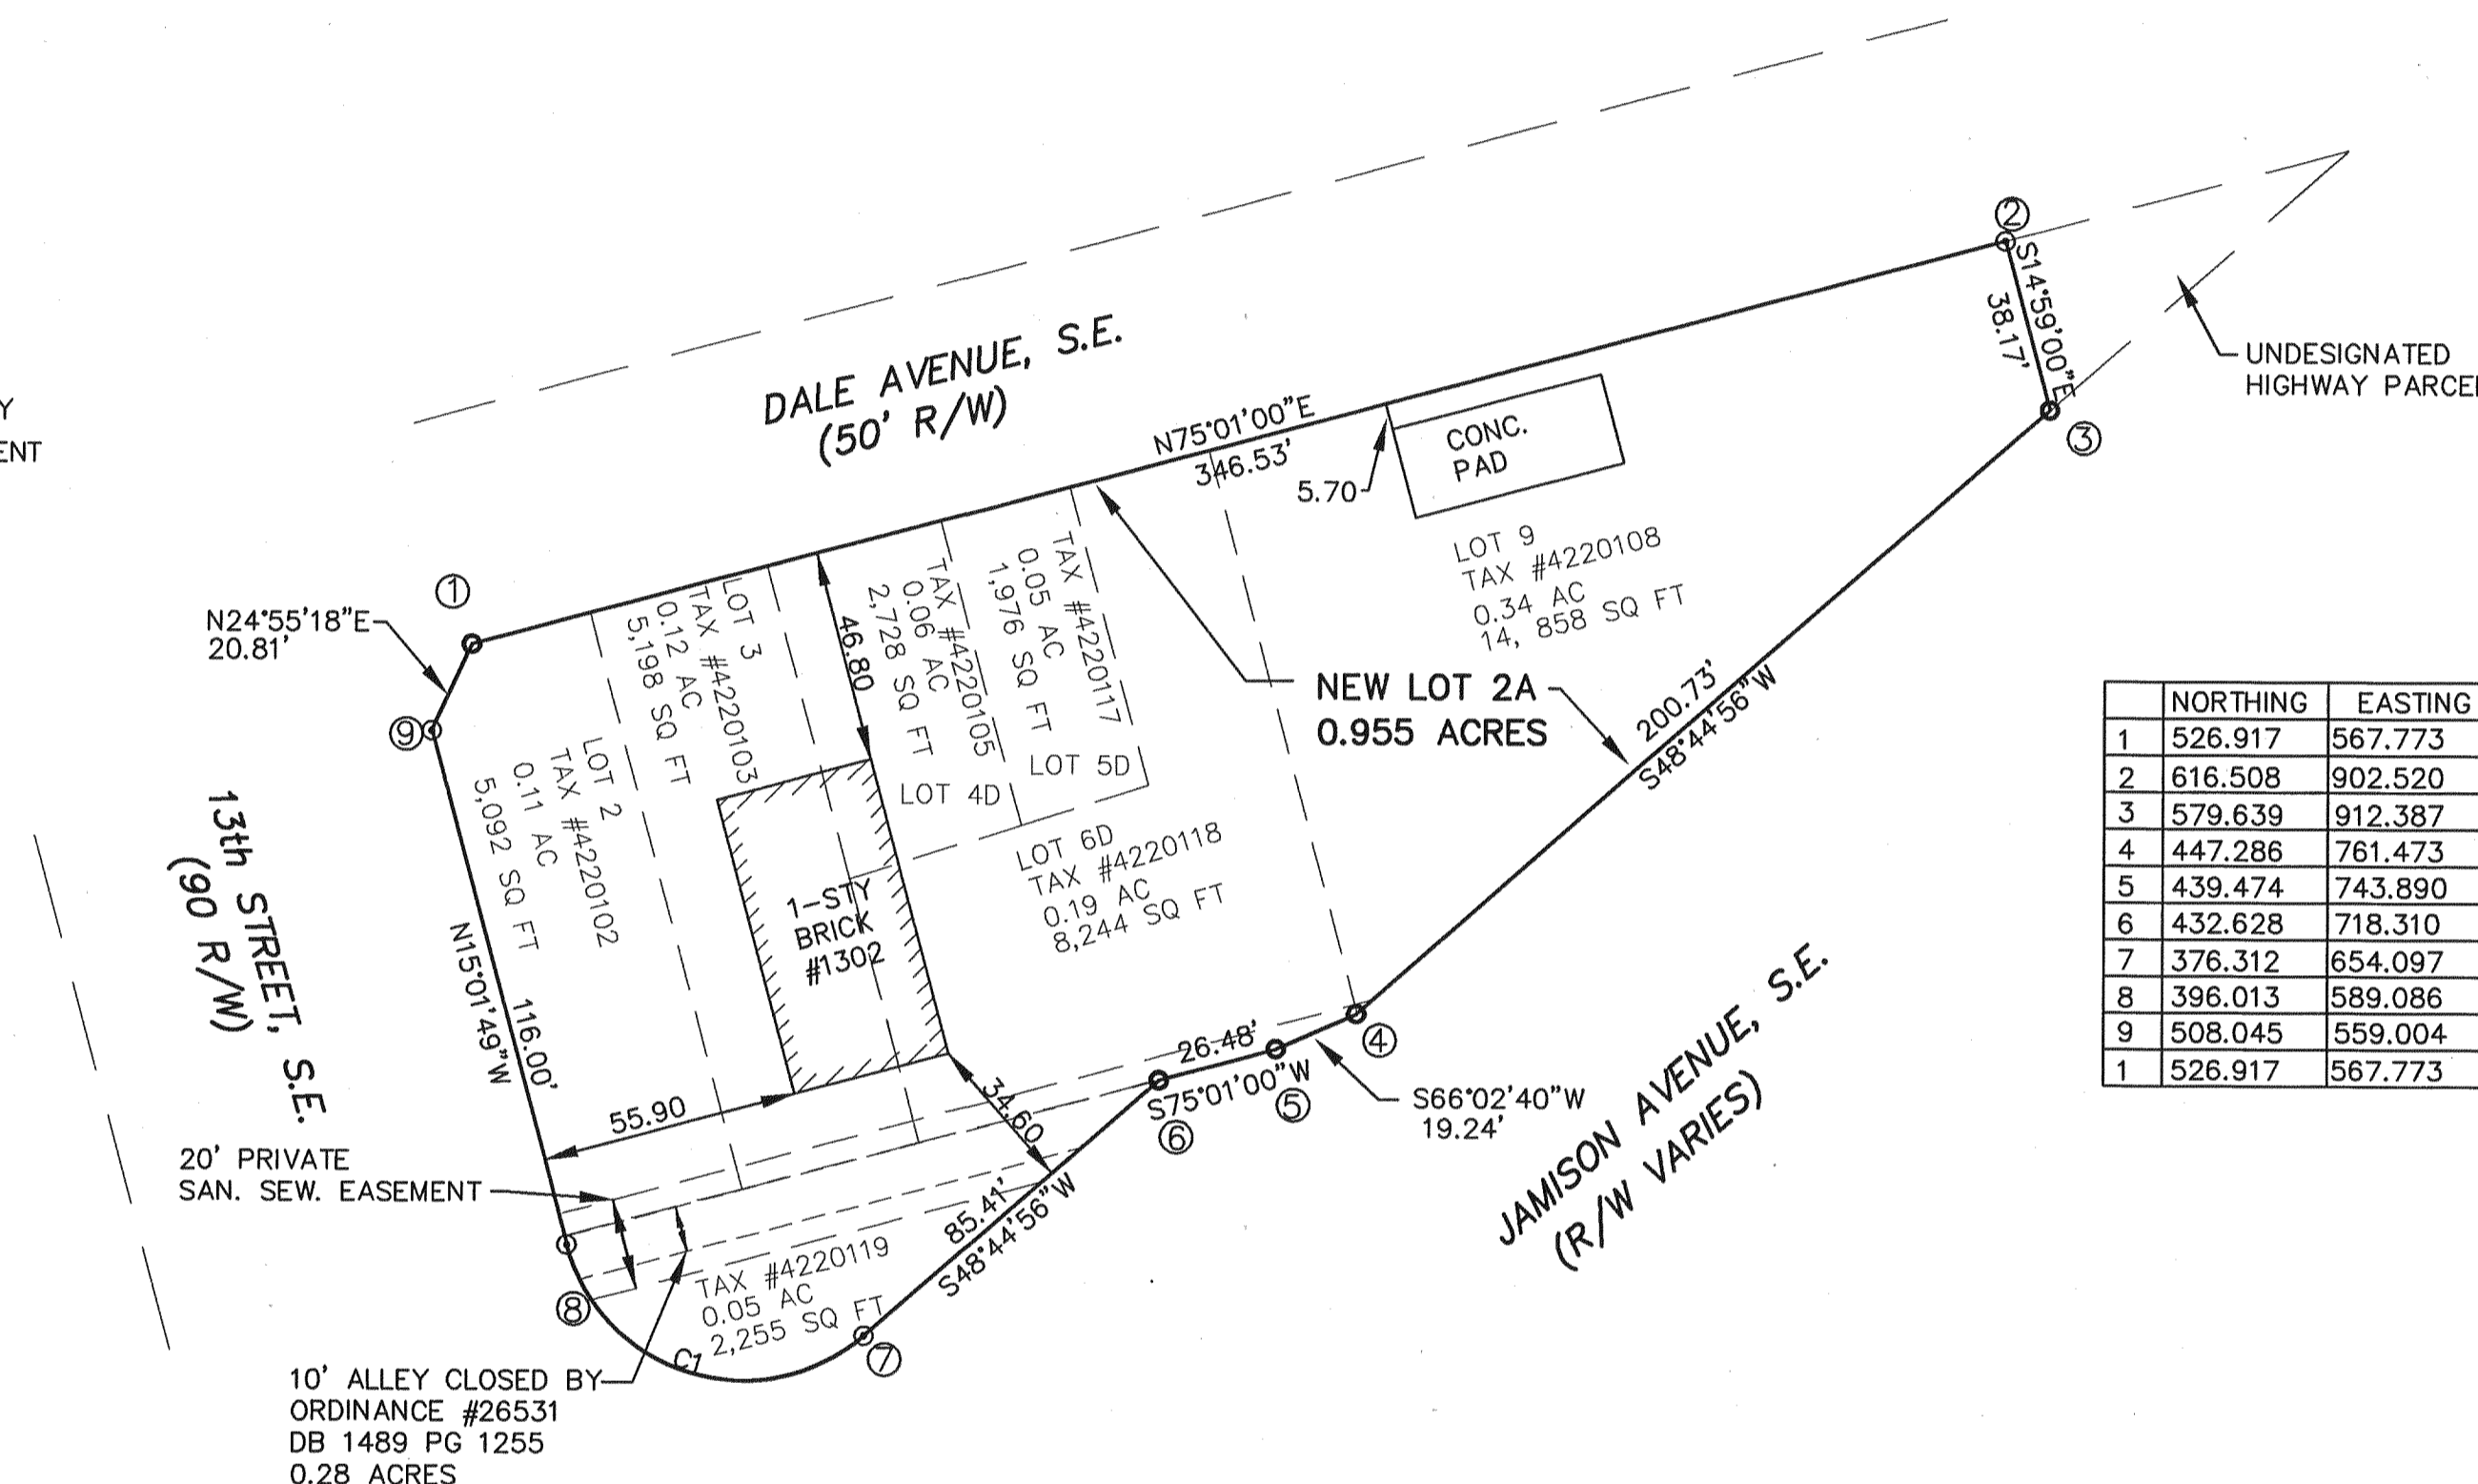 Y
ENT
DALE AVENUE, S.E.
(50' R/W)
N75°01'00"E
346.53'
②
S14°59'00"E
38.17'
③
UNDESIGNATED
HIGHWAY PARCEL
CONC.
PAD
5.70
①
N24°55'18"E
20.81'
⑨
LOT 9
TAX #4220108
0.34 AC
14, 858 SQ FT
TAX #4220117
0.05 AC
1,976 SQ FT
LOT 5D
TAX #4220105
0.06 AC
2,728 SQ FT
LOT 4D
46.80
LOT 3
TAX #4220103
0.12 AC
5,198 SQ FT
LOT 2
TAX #4220102
0.11 AC
5,092 SQ FT
NEW LOT 2A
0.955 ACRES
200.73'
S48°44'56"W
LOT 6D
TAX #4220118
0.19 AC
8,244 SQ FT
1-STY
BRICK
#1302
13th STREET, S.E.
(90 R/W)
N15°01'49"W
116.00'
55.90
34.60
26.48'
S75°01'00"W
④
⑤
⑥
S66°02'40"W
19.24'
JAMISON AVENUE, S.E.
(R/W VARIES)
20' PRIVATE
SAN. SEW. EASEMENT
85.41'
S48°44'56"W
TAX #4220119
0.05 AC
2,255 SQ FT
C7
⑦
⑧
10' ALLEY CLOSED BY
ORDINANCE #26531
DB 1489 PG 1255
0.28 ACRES
NORTHING EASTING
1 526.917 567.773
2 616.508 902.520
3 579.639 912.387
4 447.286 761.473
5 439.474 743.890
6 432.628 718.310
7 376.312 654.097
8 396.013 589.086
9 508.045 559.004
1 526.917 567.773